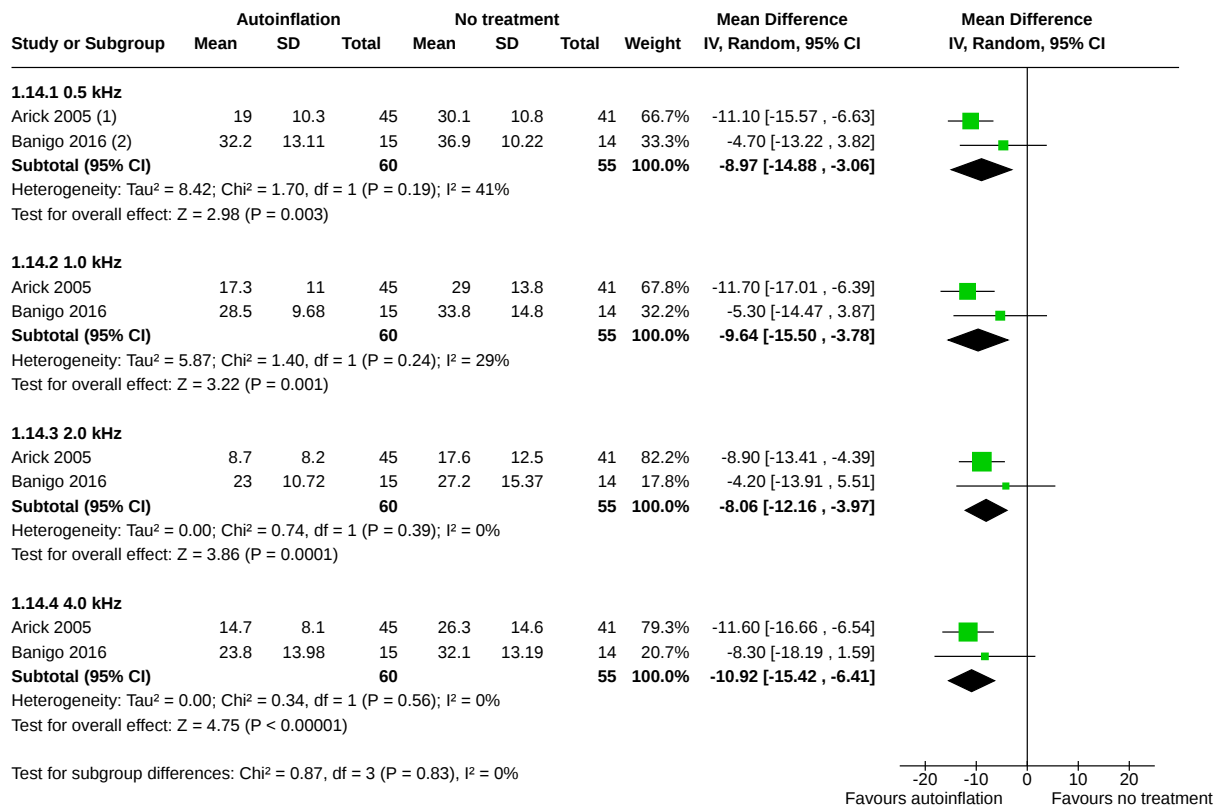 Autoinflation No treatment Mean Difference Mean Difference
Study or Subgroup Mean SD Total Mean SD Total Weight IV, Random, 95% CI IV, Random, 95% CI
1.14.1 0.5 kHz
Arick 2005 (1) 19 10.3 45 30.1 10.8 41 66.7% -11.10 [-15.57 , -6.63]
Banigo 2016 (2) 32.2 13.11 15 36.9 10.22 14 33.3% -4.70 [-13.22 , 3.82]
Subtotal (95% CI) 60 55 100.0% -8.97 [-14.88 , -3.06]
Heterogeneity: Tau² = 8.42; Chi² = 1.70, df = 1 (P = 0.19); I² = 41%
Test for overall effect: Z = 2.98 (P = 0.003)
1.14.2 1.0 kHz
Arick 2005 17.3 11 45 29 13.8 41 67.8% -11.70 [-17.01 , -6.39]
Banigo 2016 28.5 9.68 15 33.8 14.8 14 32.2% -5.30 [-14.47 , 3.87]
Subtotal (95% CI) 60 55 100.0% -9.64 [-15.50 , -3.78]
Heterogeneity: Tau² = 5.87; Chi² = 1.40, df = 1 (P = 0.24); I² = 29%
Test for overall effect: Z = 3.22 (P = 0.001)
1.14.3 2.0 kHz
Arick 2005 8.7 8.2 45 17.6 12.5 41 82.2% -8.90 [-13.41 , -4.39]
Banigo 2016 23 10.72 15 27.2 15.37 14 17.8% -4.20 [-13.91 , 5.51]
Subtotal (95% CI) 60 55 100.0% -8.06 [-12.16 , -3.97]
Heterogeneity: Tau² = 0.00; Chi² = 0.74, df = 1 (P = 0.39); I² = 0%
Test for overall effect: Z = 3.86 (P = 0.0001)
1.14.4 4.0 kHz
Arick 2005 14.7 8.1 45 26.3 14.6 41 79.3% -11.60 [-16.66 , -6.54]
Banigo 2016 23.8 13.98 15 32.1 13.19 14 20.7% -8.30 [-18.19 , 1.59]
Subtotal (95% CI) 60 55 100.0% -10.92 [-15.42 , -6.41]
Heterogeneity: Tau² = 0.00; Chi² = 0.34, df = 1 (P = 0.56); I² = 0%
Test for overall effect: Z = 4.75 (P < 0.00001)
Test for subgroup differences: Chi² = 0.87, df = 3 (P = 0.83), I² = 0%
-20 -10 0 10 20
Favours autoinflation Favours no treatment